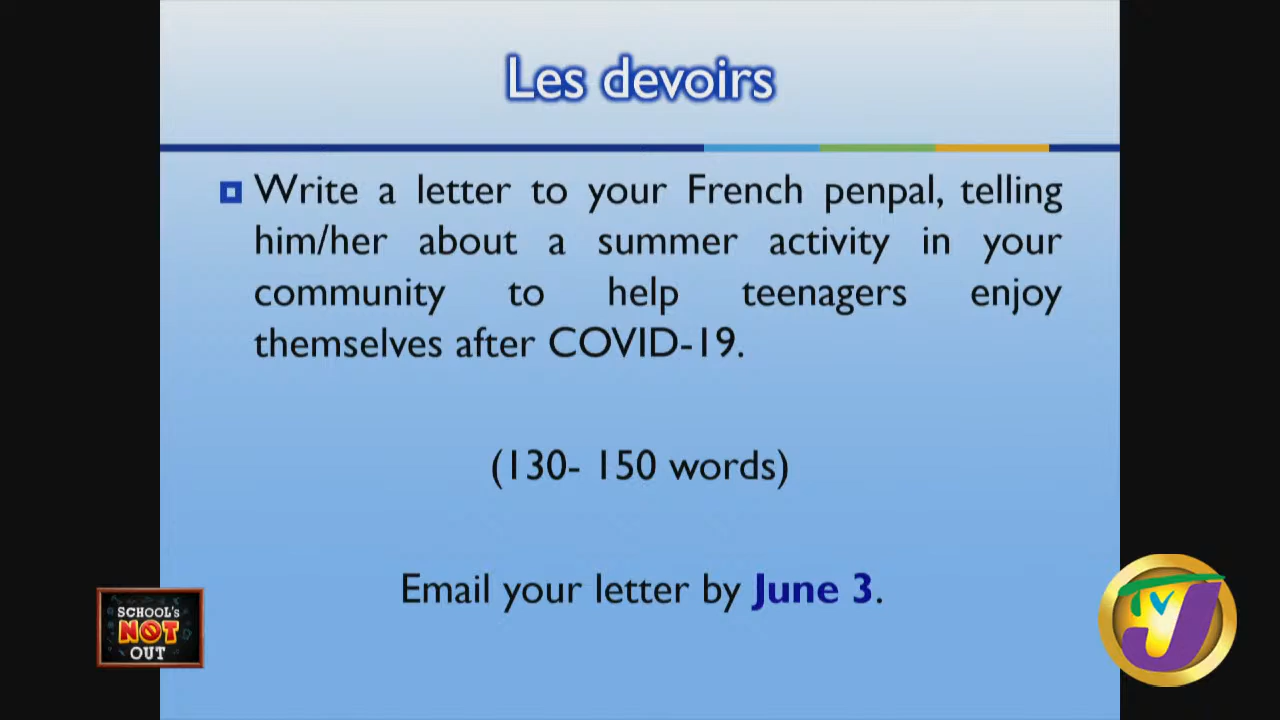 Les devoirs
Write a letter to your French penpal, telling
him/her about a summer activity in your
community to help teenagers enjoy
themselves after COVID-19.
(130- 150 words)
Email your letter by June 3.
SCHOOL's
NOT
OUT
TVJ